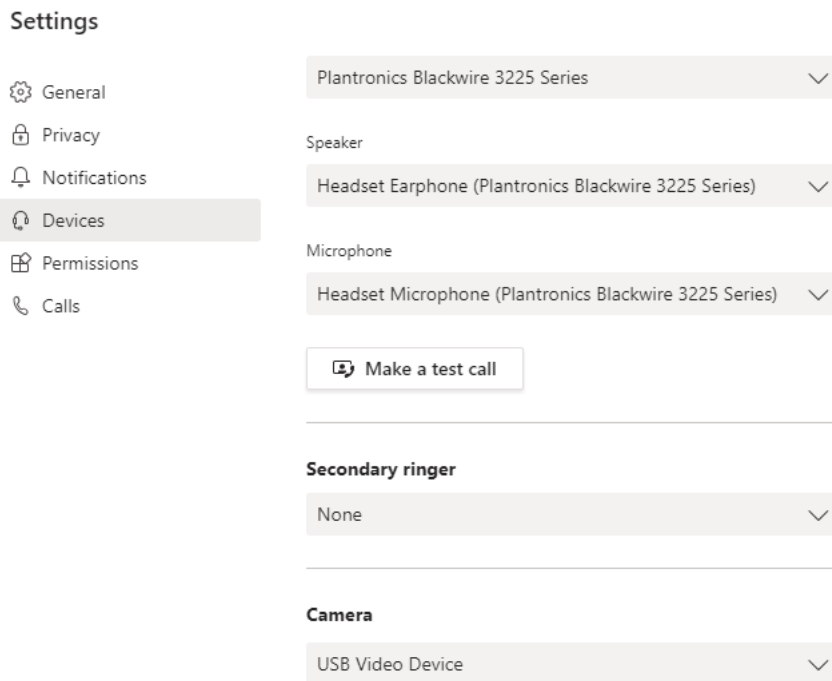 Settings
General
Privacy
Notifications
Devices
Permissions
Calls
Plantronics Blackwire 3225 Series
Speaker
Headset Earphone (Plantronics Blackwire 3225 Series)
Microphone
Headset Microphone (Plantronics Blackwire 3225 Series)
Make a test call
Secondary ringer
None
Camera
USB Video Device